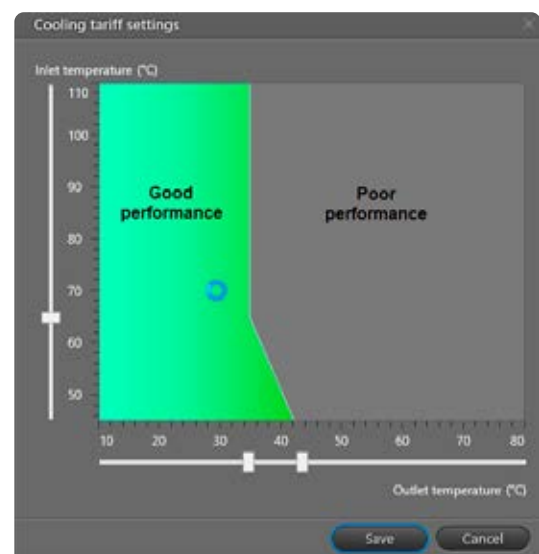 Cooling tariff settings
Inlet temperature (°C)
110
100
90
80
70
60
50
Good
performance
Poor
performance
10 20 30 40 50 60 70 80
Outlet temperature (°C)
Save Cancel